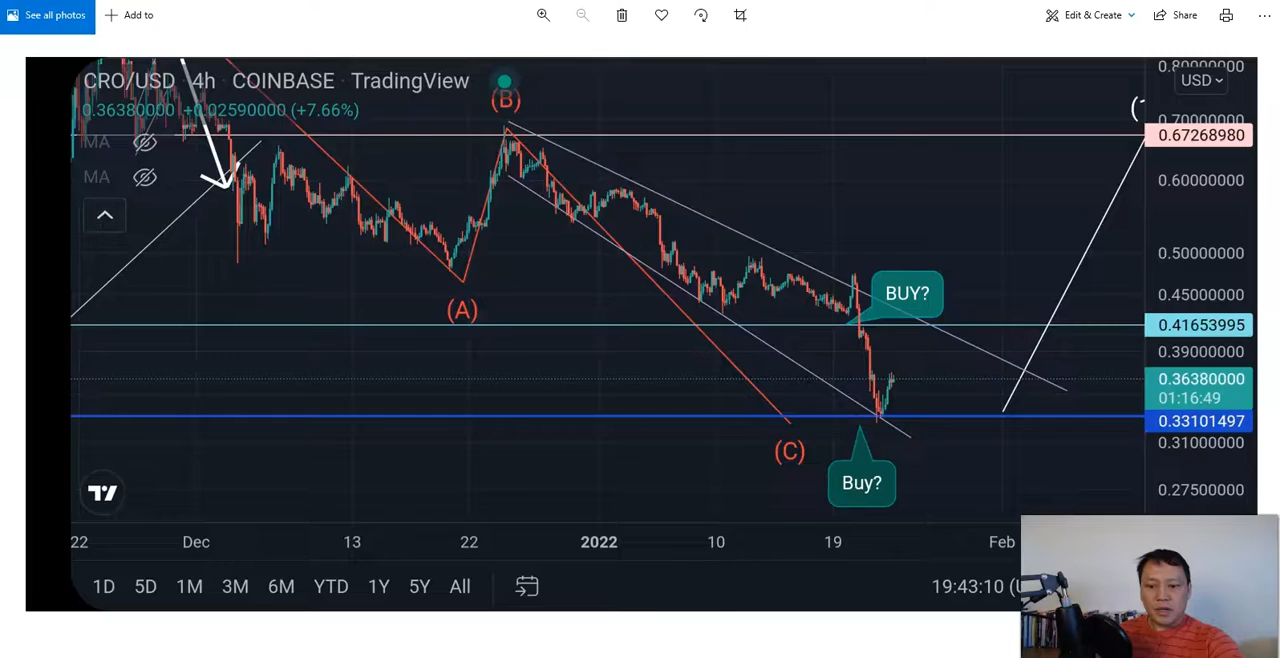 See all photos
Add to
Edit & Create
Share
CRO/USD 4h COINBASE TradingView
0.36380000 +0.02590000 (+7.66%)
MA
MA
(B)
(A)
(C)
BUY?
Buy?
USD
0.80000000
0.70000000
0.67268980
0.60000000
0.50000000
0.45000000
0.41653995
0.39000000
0.36380000
01:16:49
0.33101497
0.31000000
0.27500000
22 Dec 13 22 2022 10 19 Feb
1D 5D 1M 3M 6M YTD 1Y 5Y All
19:43:10 (U